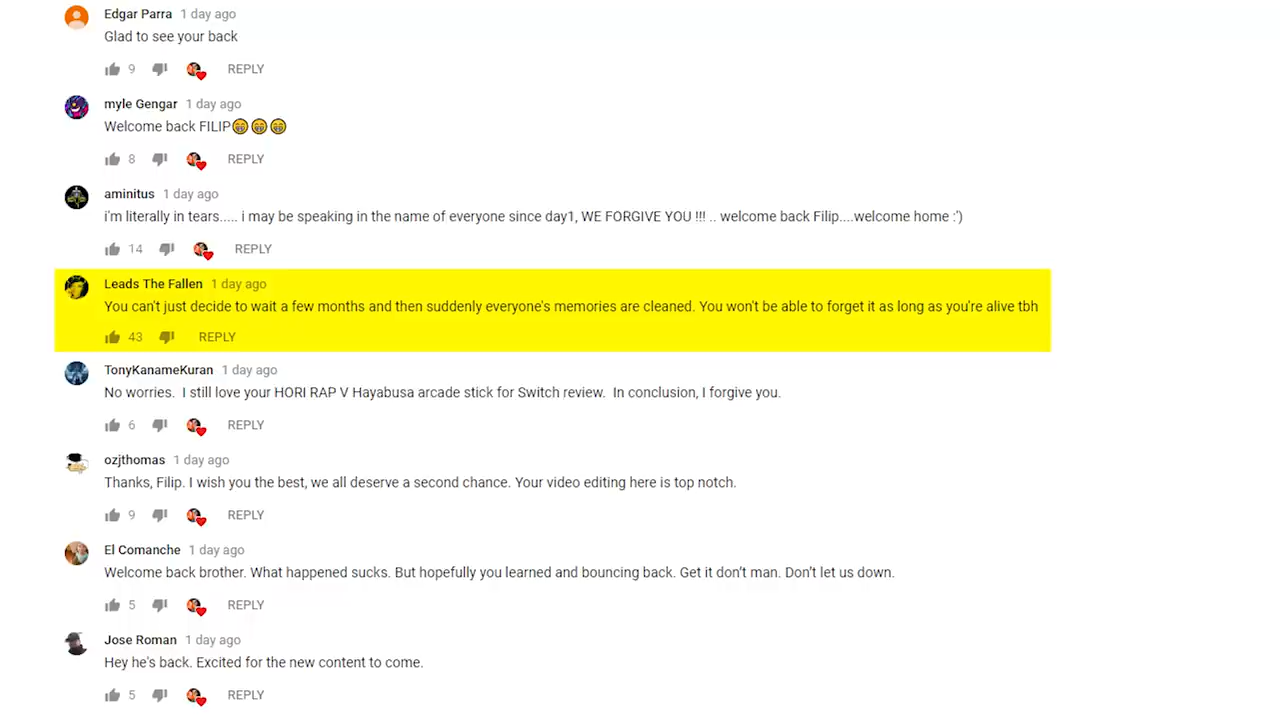 Edgar Parra 1 day ago
Glad to see your back
9 REPLY
myle Gengar 1 day ago
Welcome back FILIP😁😁😁
8 REPLY
aminitus 1 day ago
i'm literally in tears..... i may be speaking in the name of everyone since day1, WE FORGIVE YOU !!! .. welcome back Filip....welcome home :')
14 REPLY
Leads The Fallen 1 day ago
You can't just decide to wait a few months and then suddenly everyone's memories are cleaned. You won't be able to forget it as long as you're alive tbh
43 REPLY
TonyKanameKuran 1 day ago
No worries.  I still love your HORI RAP V Hayabusa arcade stick for Switch review.  In conclusion, I forgive you.
6 REPLY
ozjthomas 1 day ago
Thanks, Filip. I wish you the best, we all deserve a second chance. Your video editing here is top notch.
9 REPLY
El Comanche 1 day ago
Welcome back brother. What happened sucks. But hopefully you learned and bouncing back. Get it don’t man. Don’t let us down.
5 REPLY
Jose Roman 1 day ago
Hey he's back. Excited for the new content to come.
5 REPLY